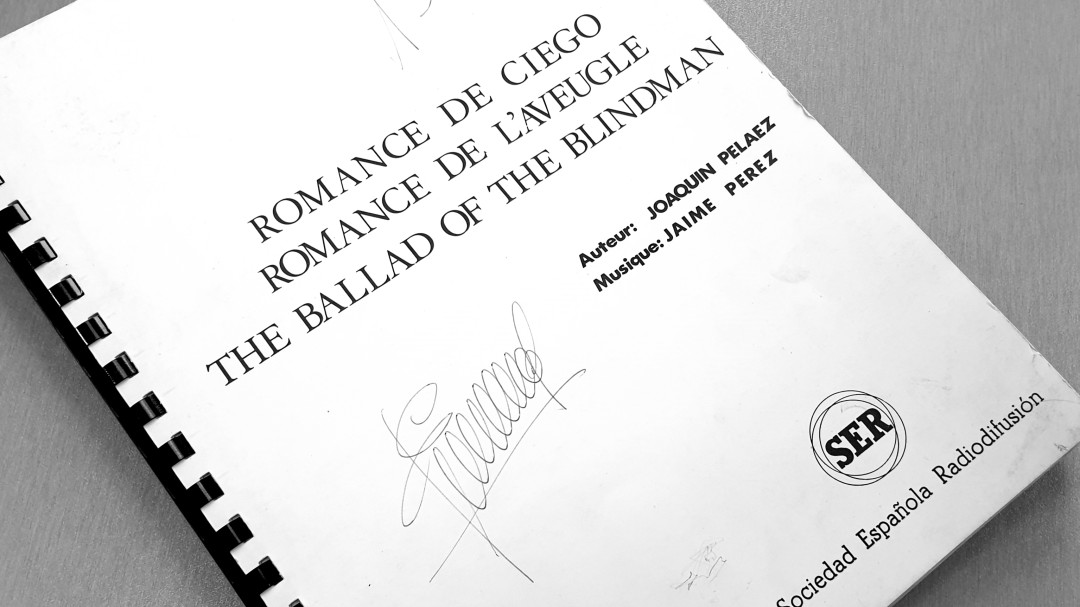 ROMANCE DE CIEGO
ROMANCE DE L'AVEUGLE
THE BALLAD OF THE BLINDMAN
Auteur: JOAQUIN PELAEZ
Musique: JAIME PEREZ
SER
Sociedad Española Radiodifusión